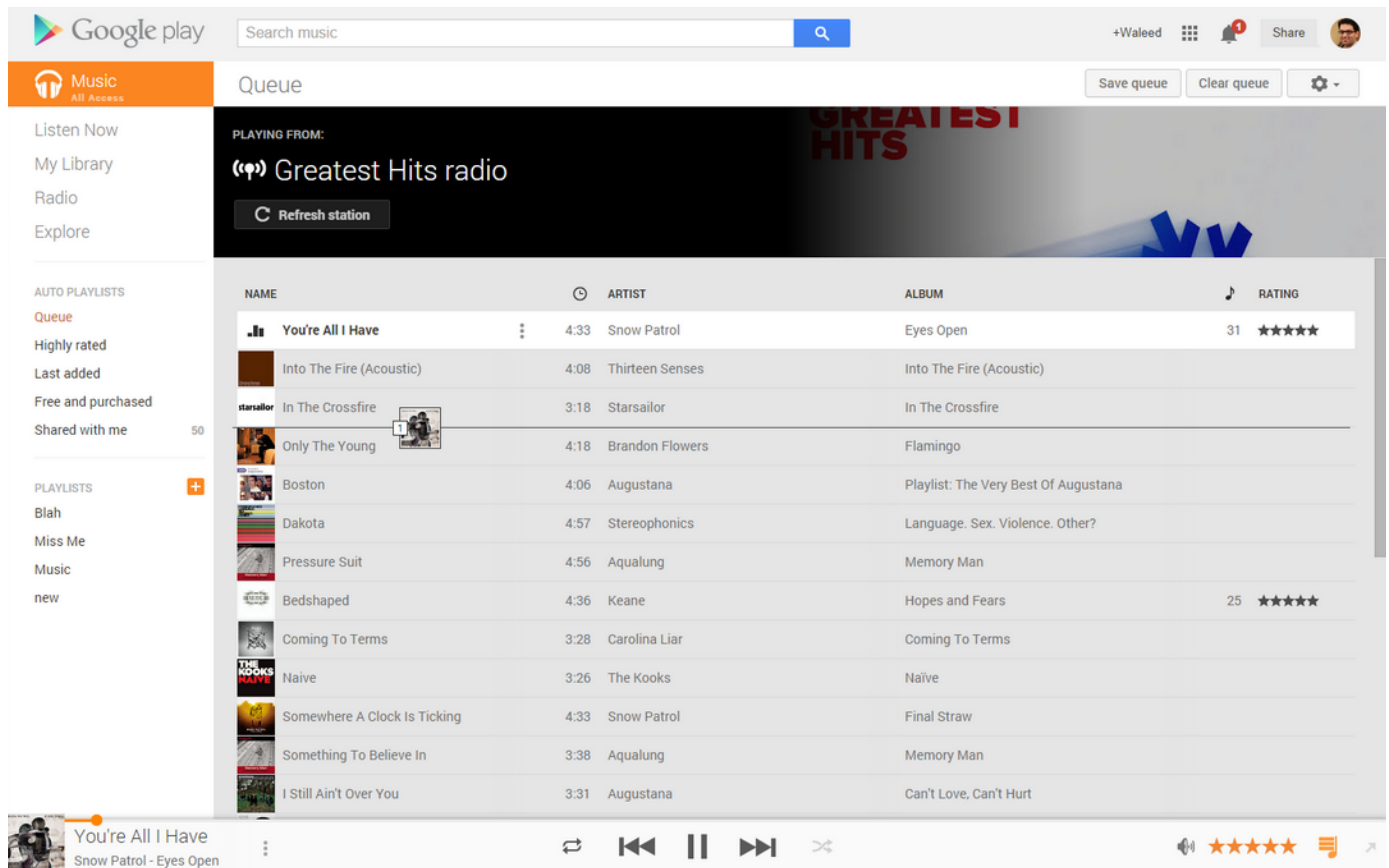 Google play
Search music
+Waleed
1
Share
Music
All Access
Queue
Save queue
Clear queue
Listen Now
My Library
Radio
Explore
AUTO PLAYLISTS
Queue
Highly rated
Last added
Free and purchased
Shared with me 50
PLAYLISTS
Blah
Miss Me
Music
new
PLAYING FROM:
Greatest Hits radio
Refresh station
GREATEST
HITS
NAME ARTIST ALBUM RATING
You're All I Have 4:33 Snow Patrol Eyes Open 31
Into The Fire (Acoustic) 4:08 Thirteen Senses Into The Fire (Acoustic)
starsailor In The Crossfire 3:18 Starsailor In The Crossfire
1
Only The Young 4:18 Brandon Flowers Flamingo
Boston 4:06 Augustana Playlist: The Very Best Of Augustana
Dakota 4:57 Stereophonics Language. Sex. Violence. Other?
Pressure Suit 4:56 Aqualung Memory Man
Bedshaped 4:36 Keane Hopes and Fears 25
Coming To Terms 3:28 Carolina Liar Coming To Terms
THE
KOOKS
NAIVE
Naive 3:26 The Kooks Naïve
Somewhere A Clock Is Ticking 4:33 Snow Patrol Final Straw
Something To Believe In 3:38 Aqualung Memory Man
I Still Ain't Over You 3:31 Augustana Can't Love, Can't Hurt
You're All I Have
Snow Patrol - Eyes Open